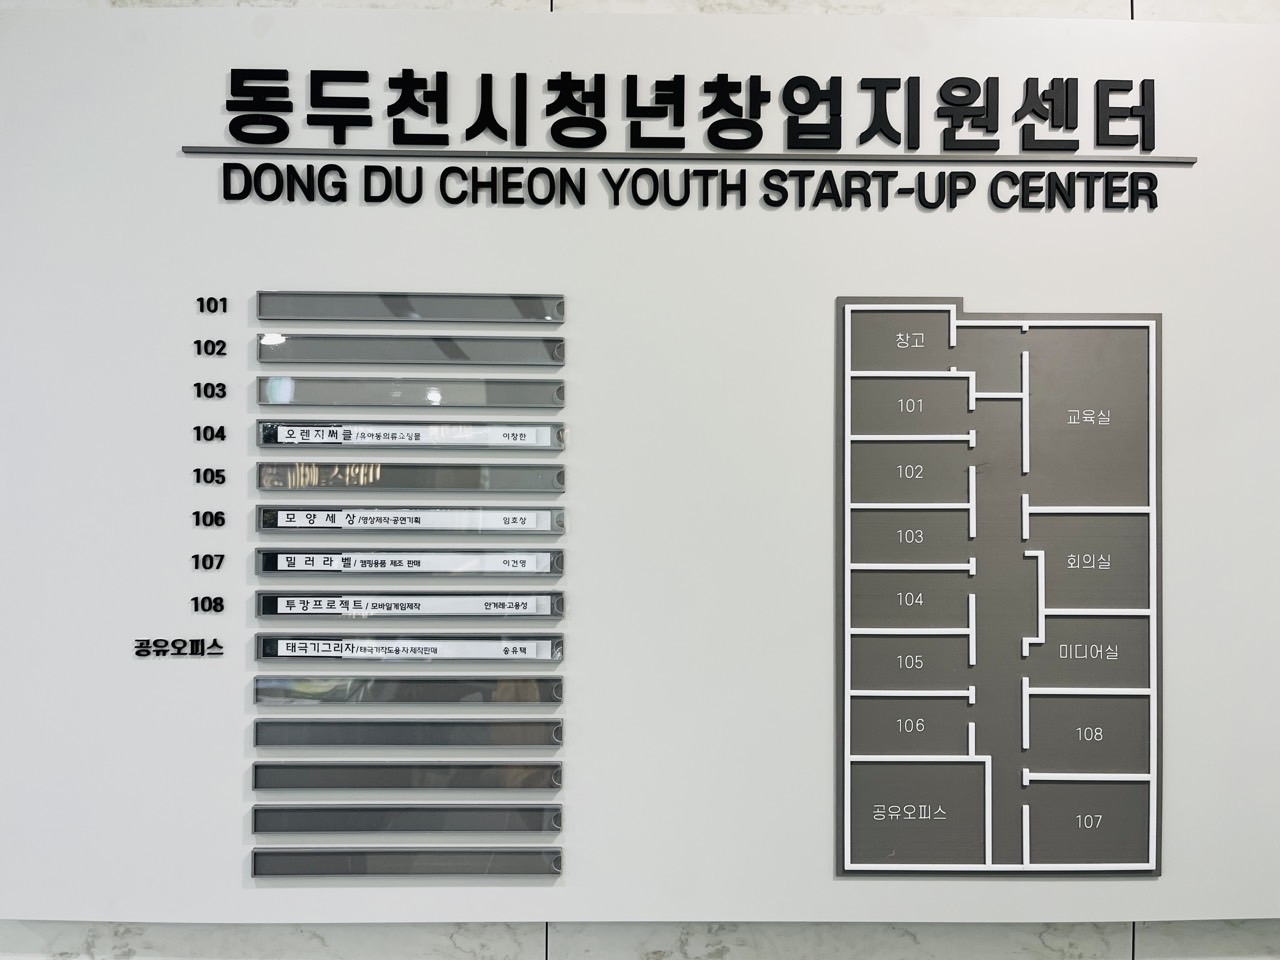 동두천시청년창업지원센터
DONG DU CHEON YOUTH START-UP CENTER
101
102
103
104 오렌지써클/유아동의류쇼핑몰 이창한
105
106 모양세상/영상제작·공연기획 임호상
107 밀러라벨/캠핑용품 제조 판매 이건영
108 투캉프로젝트/모바일게임제작 안겨레·고용성
공유오피스 태극기그리자/태극기작도용자 제작판매 송유택
창고
101
102
103
104
105
106
공유오피스
교육실
회의실
미디어실
108
107